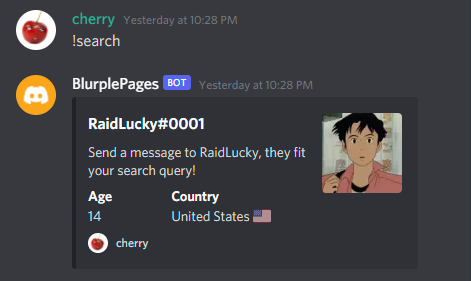 cherry Yesterday at 10:28 PM
!search
BlurplePages BOT Yesterday at 10:28 PM
RaidLucky#0001
Send a message to RaidLucky, they fit
your search query!
Age Country
14 United States 🇺🇸
cherry